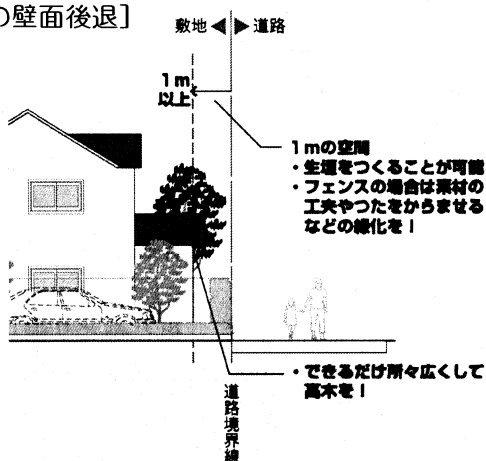 の壁面後退]
敷地◀▶道路
1m
以上
1mの空間
・生垣をつくることが可能
・フェンスの場合は素材の
工夫やつたをからませる
などの緑化を!
・できるだけ所々広くして
高木を!
道路境界線